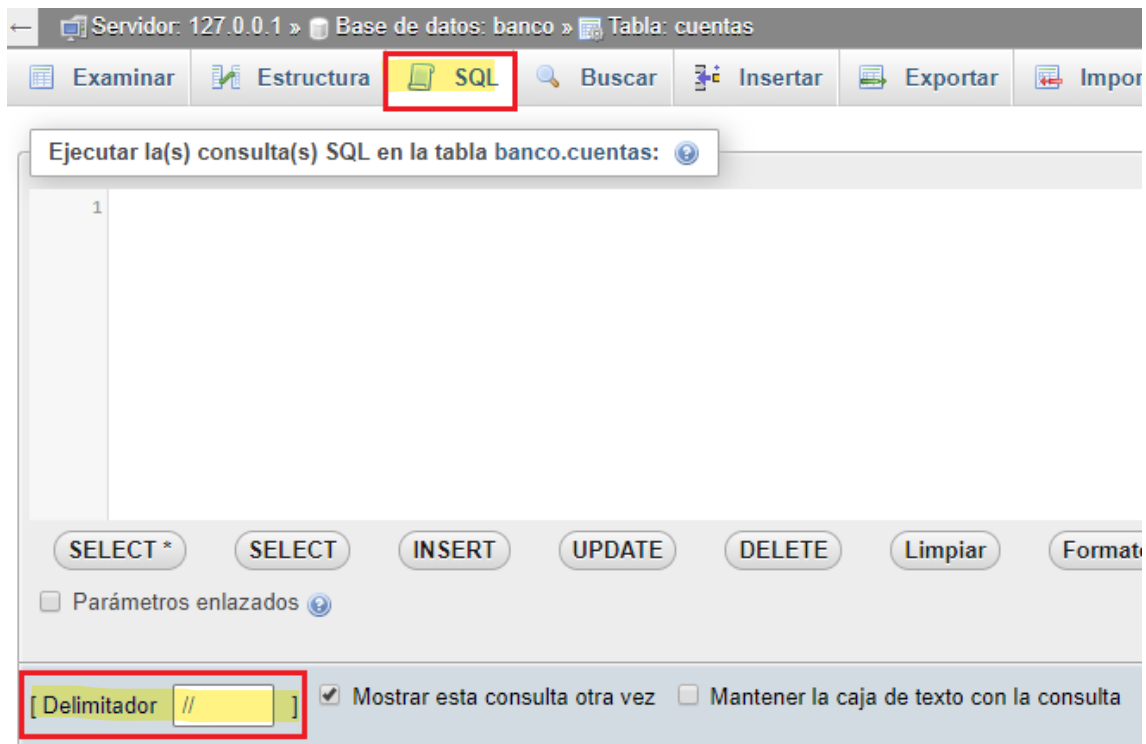 ← Servidor: 127.0.0.1 » Base de datos: banco » Tabla: cuentas
Examinar Estructura SQL Buscar Insertar Exportar Impor
Ejecutar la(s) consulta(s) SQL en la tabla banco.cuentas:
1
SELECT * SELECT INSERT UPDATE DELETE Limpiar Formate
Parámetros enlazados
[ Delimitador // ] Mostrar esta consulta otra vez Mantener la caja de texto con la consulta